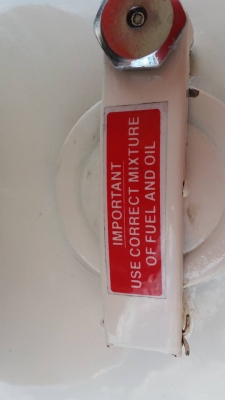 IMPORTANT
USE CORRECT MIXTURE
OF FUEL AND OIL